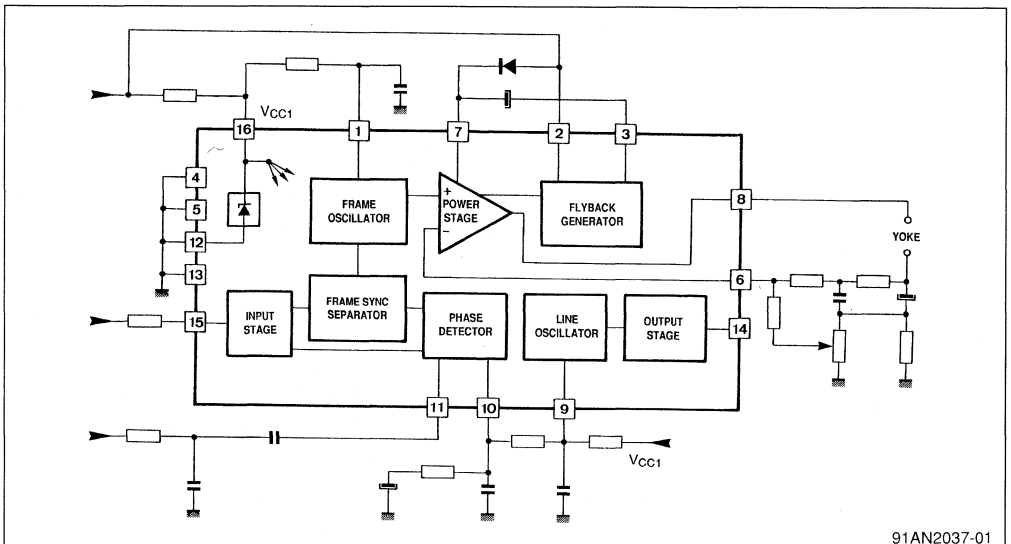 VCC1
16
1
7
2
3
4
5
12
13
15
FRAME
OSCILLATOR
+
POWER
STAGE
−
FLYBACK
GENERATOR
8
YOKE
6
14
INPUT
STAGE
FRAME SYNC
SEPARATOR
PHASE
DETECTOR
LINE
OSCILLATOR
OUTPUT
STAGE
11
10
9
VCC1
91AN2037-01